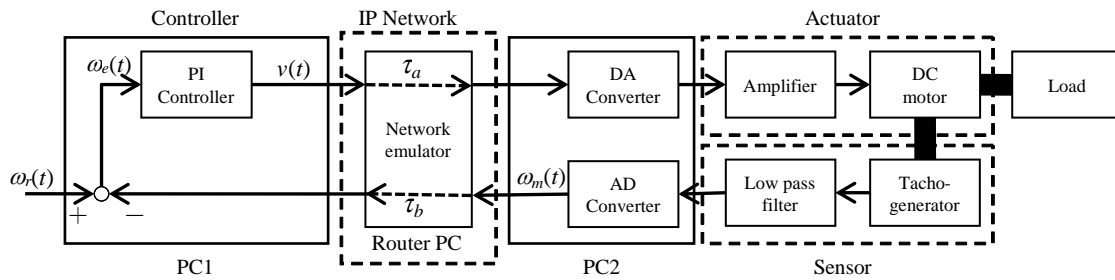 Controller
IP Network
Actuator
ωe(t)
PI
Controller
v(t)
τa
Network
emulator
τb
Router PC
DA
Converter
Amplifier
DC
motor
Load
ωr(t)
+
−
ωm(t)
AD
Converter
Low pass
filter
Tacho-
generator
PC1
PC2
Sensor